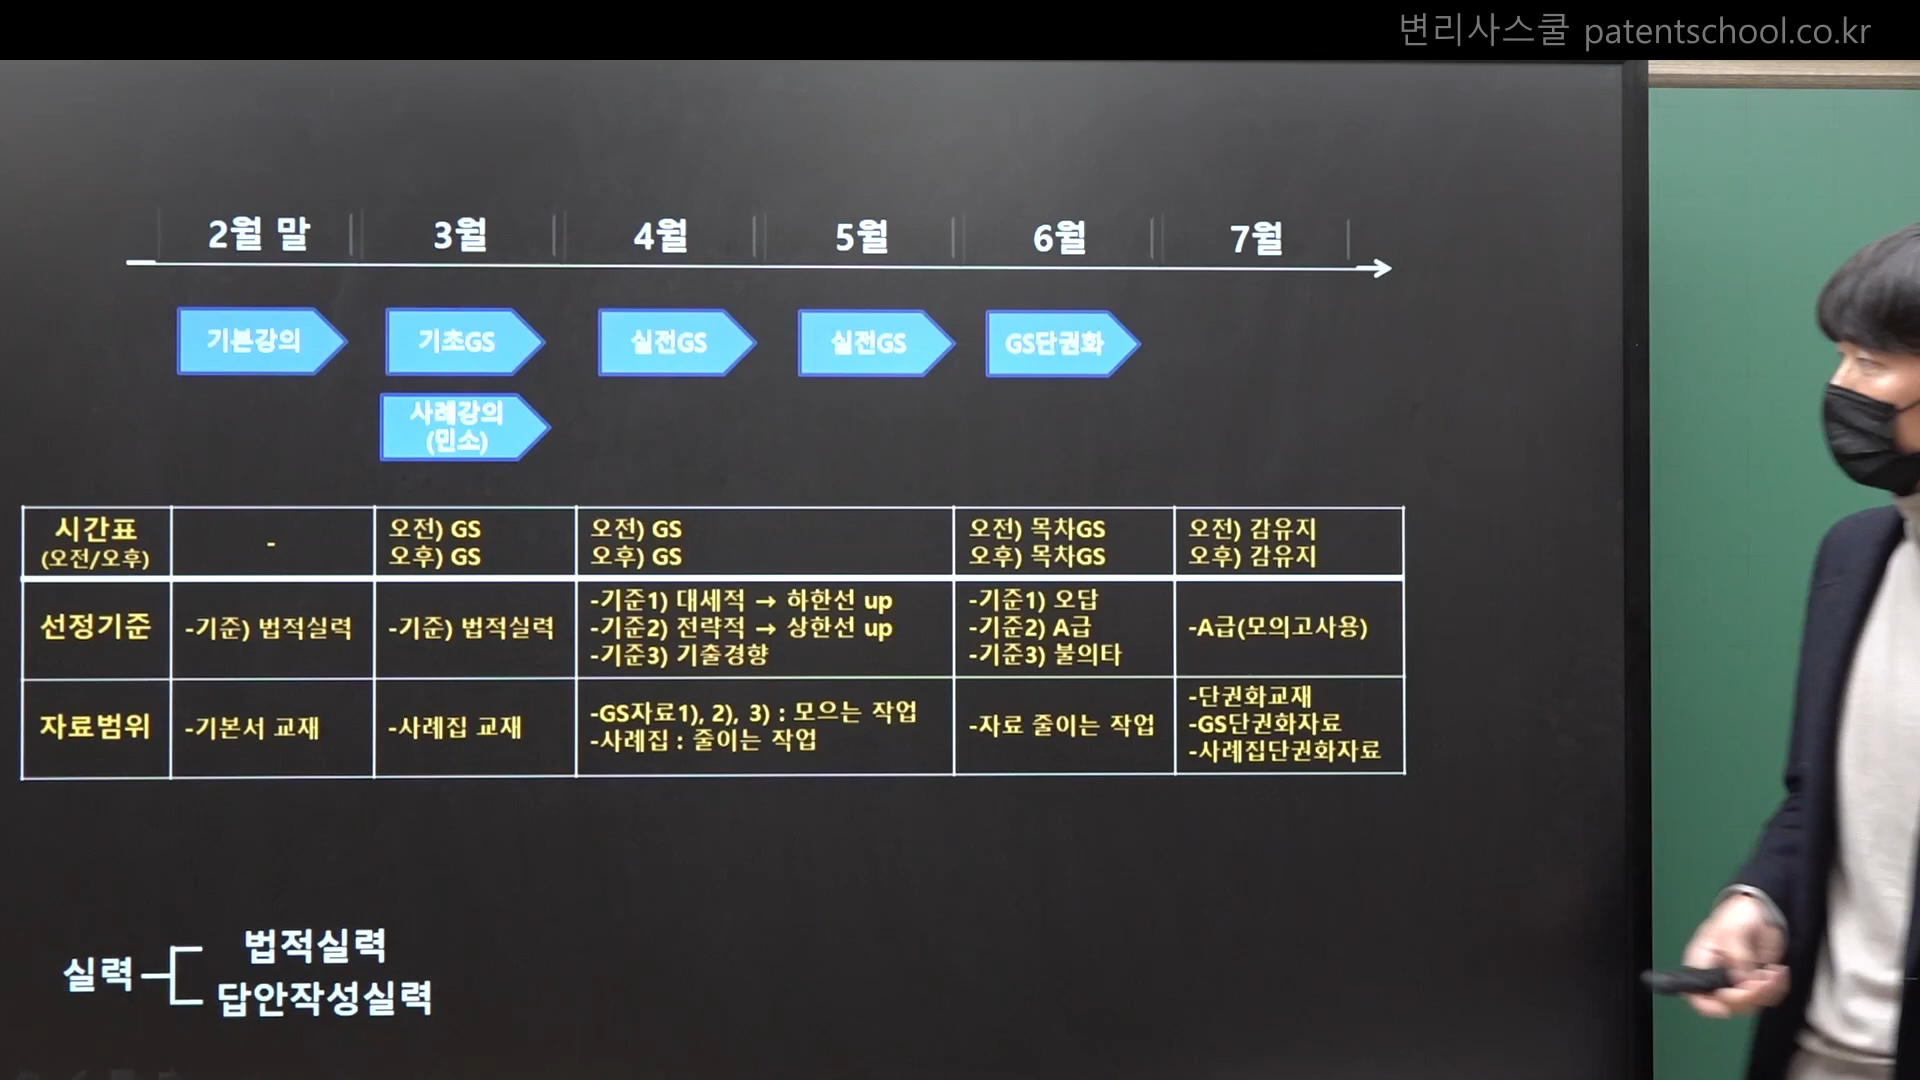 변리사스쿨 patentschool.co.kr
2월 말 3월 4월 5월 6월 7월
기본강의 기초GS 실전GS 실전GS GS단권화
사례강의
(민소)
시간표
(오전/오후)
-
오전) GS
오후) GS
오전) GS
오후) GS
오전) 목차GS
오후) 목차GS
오전) 감유지
오후) 감유지
선정기준
-기준) 법적실력
-기준) 법적실력
-기준1) 대세적 → 하한선 up
-기준2) 전략적 → 상한선 up
-기준3) 기출경향
-기준1) 오답
-기준2) A급
-기준3) 불의타
-A급(모의고사용)
자료범위
-기본서 교재
-사례집 교재
-GS자료1), 2), 3) : 모으는 작업
-사례집 : 줄이는 작업
-자료 줄이는 작업
-단권화교재
-GS단권화자료
-사례집단권화자료
실력
법적실력
답안작성실력